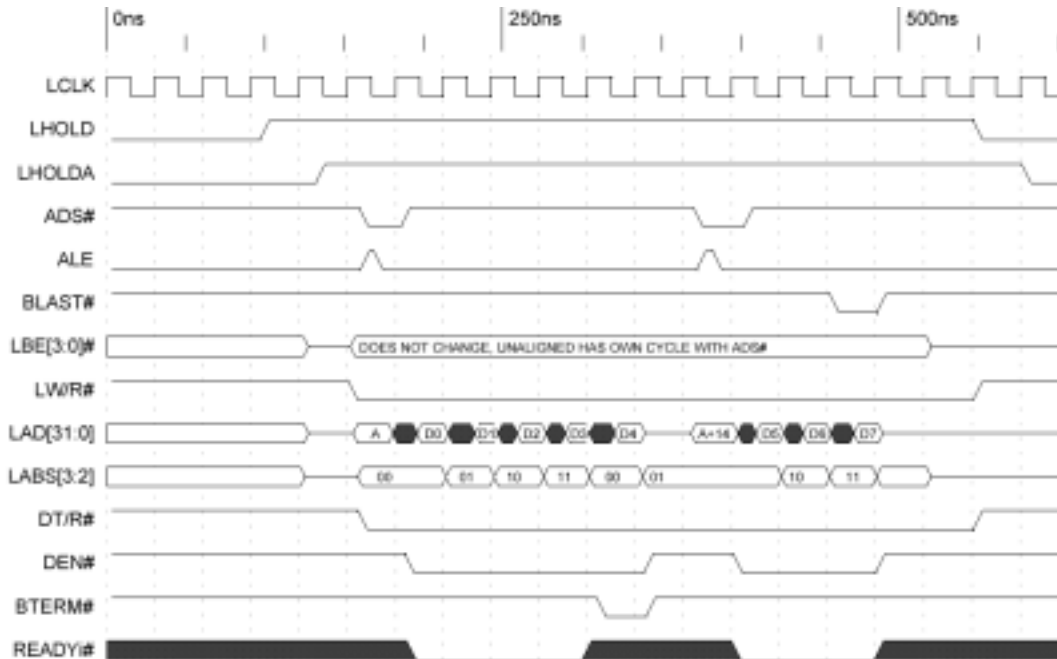 0ns 250ns 500ns
LCLK
LHOLD
LHOLDA
ADS#
ALE
BLAST#
LBE[3:0]# DOES NOT CHANGE, UNALIGNED HAS OWN CYCLE WITH ADS#
LW/R#
LAD[31:0] A D0 D1 D2 D3 D4 A+14 D5 D6 D7
LABS[3:2] 00 01 10 11 00 01 10 11
DT/R#
DEN#
BTERM#
READYi#